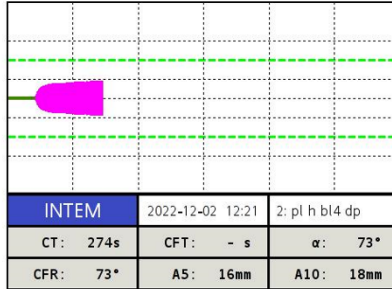 INTEM 2022-12-02 12:21 2: pl h bl4 dp
CT: 274s CFT: - s α: 73°
CFR: 73° A5: 16mm A10: 18mm